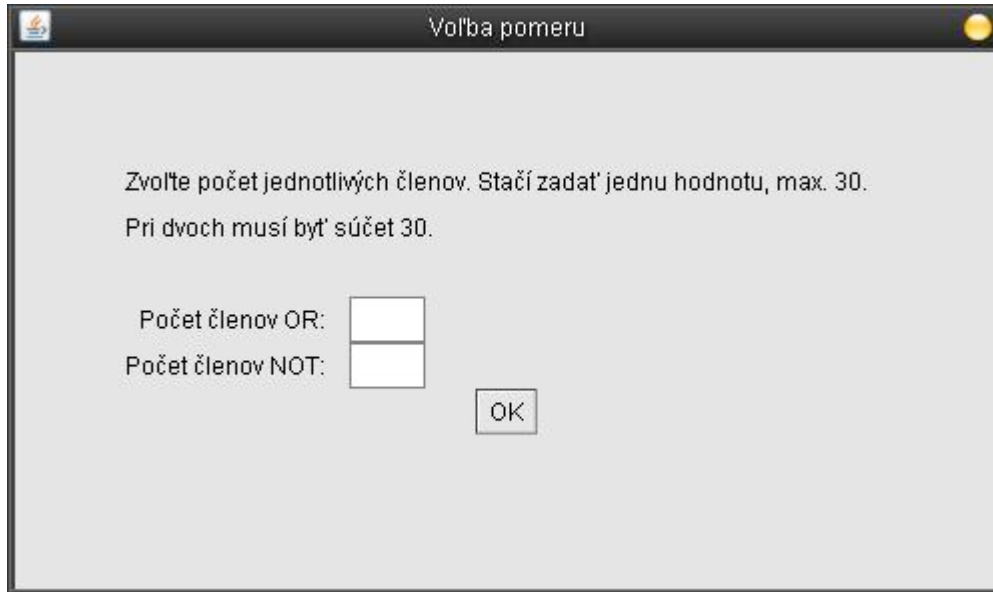 Voľba pomeru
Zvoľte počet jednotlivých členov. Stačí zadať jednu hodnotu, max. 30.
Pri dvoch musí byť súčet 30.
Počet členov OR:
Počet členov NOT:
OK